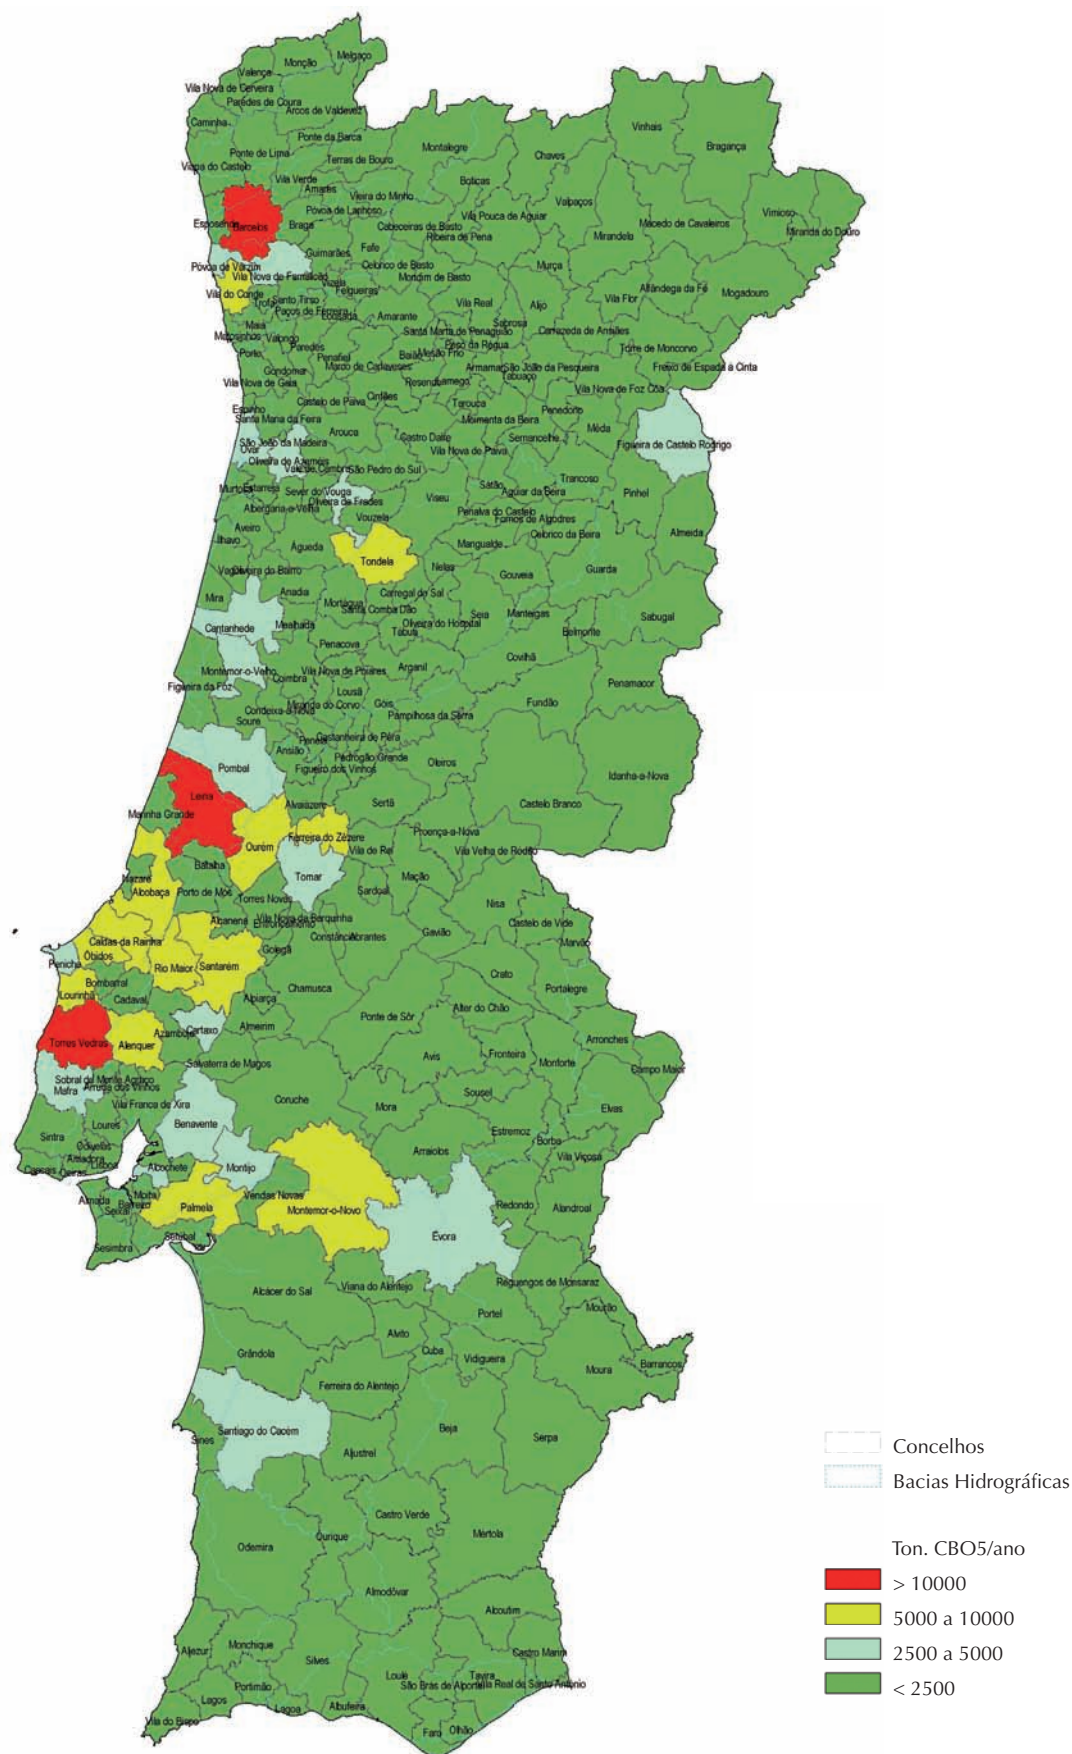 Melgaço
Monção
Valença
Vila Nova de Cerveira
Paredes de Coura
Arcos de Valdevez
Caminha
Ponte da Barca
Vinhais
Bragança
Montalegre
Ponte de Lima
Terras de Bouro
Chaves
Viana do Castelo
Vila Verde
Boticas
Amares
Vieira do Minho
Valpaços
Póvoa de Lanhoso
Vila Pouca de Aguiar
Vimioso
Esposende
Barcelos
Braga
Cabeceiras de Basto
Macedo de Cavaleiros
Miranda do Douro
Ribeira de Pena
Mirandela
Fafe
Guimarães
Póvoa de Varzim
Celorico de Basto
Murça
Vila Nova de Famalicão
Mondim de Basto
Vizela
Felgueiras
Alfândega da Fé
Mogadouro
Vila do Conde
Trofa
Santo Tirso
Vila Real
Alijó
Vila Flor
Paços de Ferreira
Lousada
Amarante
Sabrosa
Maia
Santa Marta de Penaguião
Carrazeda de Ansiães
Matosinhos
Valongo
Paredes
Peso da Régua
Torre de Moncorvo
Porto
Penafiel
Baião
Mesão Frio
Marco de Canaveses
Armamar
São João da Pesqueira
Freixo de Espada à Cinta
Gondomar
Tabuaço
Vila Nova de Gaia
Resende
Lamego
Vila Nova de Foz Côa
Cinfães
Castelo de Paiva
Tarouca
Espinho
Penedono
Santa Maria da Feira
Moimenta da Beira
Mêda
Arouca
Castro Daire
Sernancelhe
São João da Madeira
Figueira de Castelo Rodrigo
Ovar
Vila Nova de Paiva
Oliveira de Azeméis
Vale de Cambra
São Pedro do Sul
Trancoso
Murtosa
Estarreja
Sever do Vouga
Sátão
Aguiar da Beira
Pinhel
Oliveira de Frades
Viseu
Albergaria-a-Velha
Penalva do Castelo
Vouzela
Fornos de Algodres
Aveiro
Celorico da Beira
Almeida
Ílhavo
Águeda
Mangualde
Tondela
Nelas
Guarda
Vagos
Oliveira do Bairro
Gouveia
Anadia
Carregal do Sal
Mira
Mortágua
Santa Comba Dão
Seia
Manteigas
Sabugal
Cantanhede
Mealhada
Oliveira do Hospital
Tábua
Belmonte
Penacova
Covilhã
Montemor-o-Velho
Vila Nova de Poiares
Arganil
Coimbra
Penamacor
Figueira da Foz
Lousã
Fundão
Miranda do Corvo
Góis
Condeixa-a-Nova
Pampilhosa da Serra
Soure
Castanheira de Pêra
Penela
Ansião
Pedrógão Grande
Oleiros
Pombal
Figueiró dos Vinhos
Idanha-a-Nova
Leiria
Alvaiázere
Sertã
Castelo Branco
Marinha Grande
Proença-a-Nova
Ferreira do Zêzere
Ourém
Vila de Rei
Vila Velha de Ródão
Batalha
Tomar
Mação
Nazaré
Alcobaça
Porto de Mós
Sardoal
Torres Novas
Nisa
Vila Nova da Barquinha
Alcanena
Entroncamento
Castelo de Vide
Constância
Abrantes
Gavião
Caldas da Rainha
Marvão
Golegã
Óbidos
Peniche
Rio Maior
Santarém
Crato
Bombarral
Chamusca
Portalegre
Lourinhã
Cadaval
Alpiarça
Alter do Chão
Ponte de Sôr
Almeirim
Azambuja
Cartaxo
Torres Vedras
Alenquer
Arronches
Avis
Fronteira
Salvaterra de Magos
Monforte
Campo Maior
Sobral de Monte Agraço
Arruda dos Vinhos
Mafra
Sousel
Coruche
Vila Franca de Xira
Mora
Elvas
Loures
Benavente
Estremoz
Sintra
Borba
Odivelas
Arraiolos
Vila Viçosa
Amadora
Lisboa
Cascais
Oeiras
Alcochete
Montijo
Moita
Vendas Novas
Almada
Barreiro
Seixal
Palmela
Montemor-o-Novo
Redondo
Alandroal
Setúbal
Évora
Sesimbra
Reguengos de Monsaraz
Alcácer do Sal
Viana do Alentejo
Mourão
Portel
Alvito
Cuba
Grândola
Vidigueira
Barrancos
Moura
Ferreira do Alentejo
Santiago do Cacém
Beja
Sines
Serpa
Aljustrel
Castro Verde
Ourique
Mértola
Odemira
Almodôvar
Alcoutim
Aljezur
Monchique
Castro Marim
Silves
Loulé
Tavira
São Brás de Alportel
Vila Real de Santo António
Portimão
Lagos
Lagoa
Albufeira
Vila do Bispo
Faro
Olhão
Concelhos
Bacias Hidrográficas
Ton. CBO5/ano
> 10000
5000 a 10000
2500 a 5000
< 2500